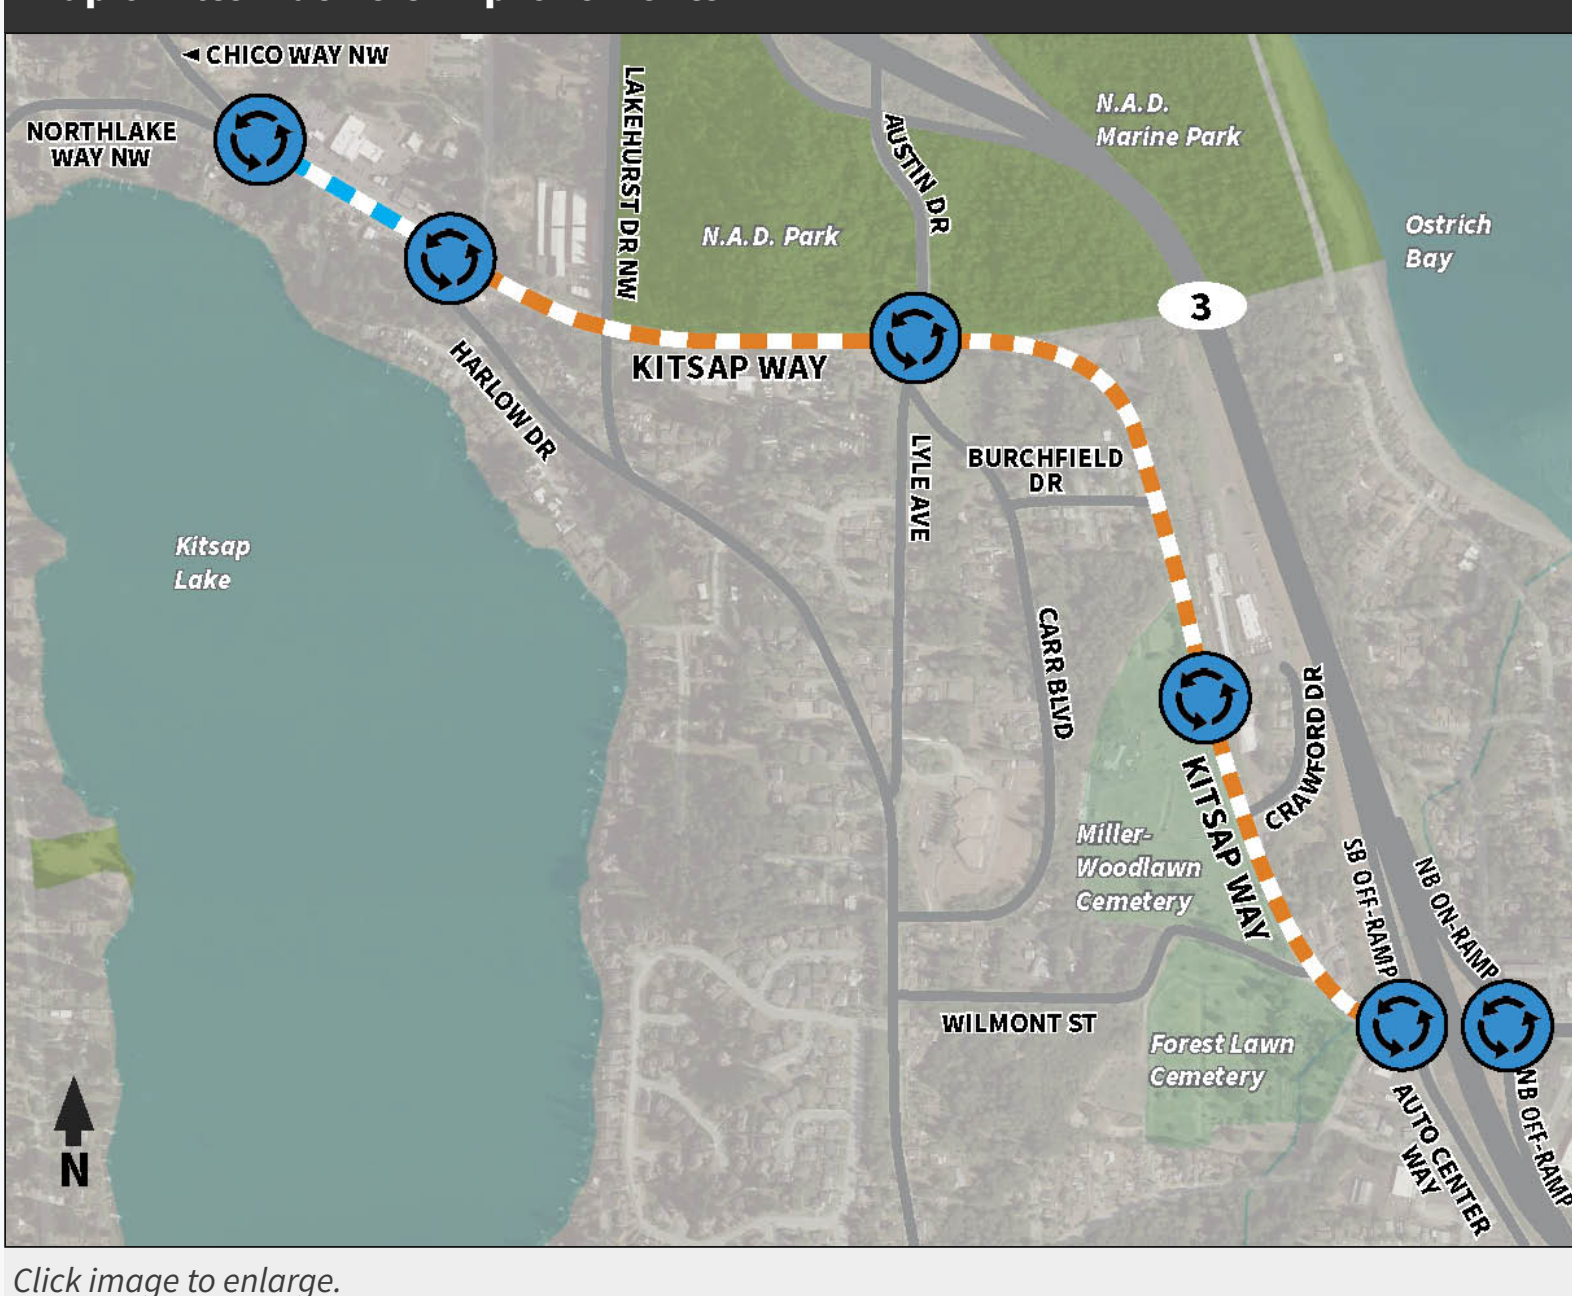 ◄ CHICO WAY NW
NORTHLAKE
WAY NW
LAKEHURST DR NW
AUSTIN DR
N.A.D.
Marine Park
N.A.D. Park
Ostrich
Bay
3
KITSAP WAY
HARLOW DR
LYLE AVE
BURCHFIELD
DR
Kitsap
Lake
CARR BLVD
CRAWFORD DR
KITSAP WAY
Miller-
Woodlawn
Cemetery
SB OFF-RAMP
NB ON-RAMP
WILMONT ST
Forest Lawn
Cemetery
AUTO CENTER
WAY
NB OFF-RAMP
N
Click image to enlarge.